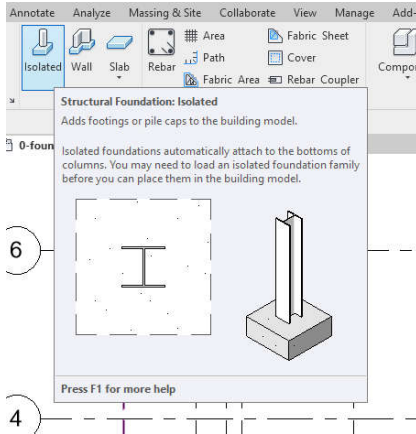 Annotate Analyze Massing & Site Collaborate View Manage Add-
Isolated Wall Slab Rebar Area Fabric Sheet
Path Cover
Fabric Area Rebar Coupler
Compon
Structural Foundation: Isolated
Adds footings or pile caps to the building model.
0-foun
Isolated foundations automatically attach to the bottoms of
columns. You may need to load an isolated foundation family
before you can place them in the building model.
6
Press F1 for more help
4